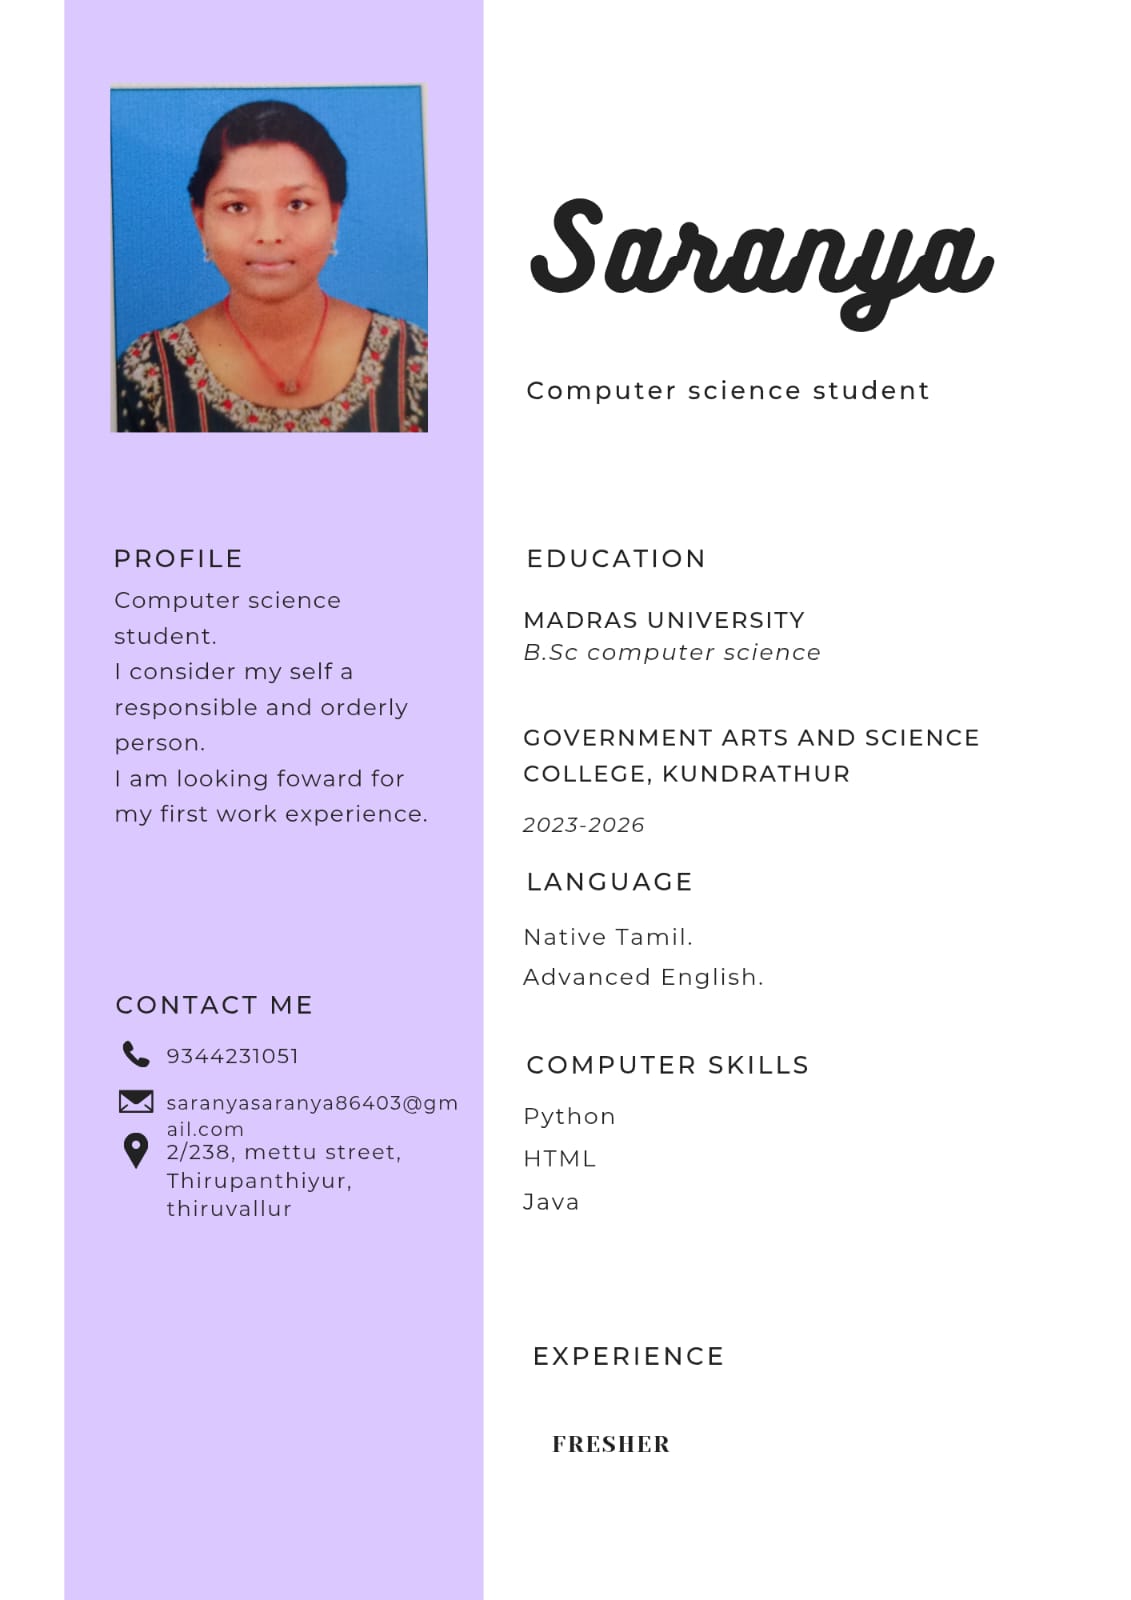 Saranya
Computer science student
PROFILE
Computer science
student.
I consider my self a
responsible and orderly
person.
I am looking foward for
my first work experience.
CONTACT ME
9344231051
saranyasaranya86403@gm
ail.com
2/238, mettu street,
Thirupanthiyur,
thiruvallur
EDUCATION
MADRAS UNIVERSITY
B.Sc computer science
GOVERNMENT ARTS AND SCIENCE
COLLEGE, KUNDRATHUR
2023-2026
LANGUAGE
Native Tamil.
Advanced English.
COMPUTER SKILLS
Python
HTML
Java
EXPERIENCE
FRESHER